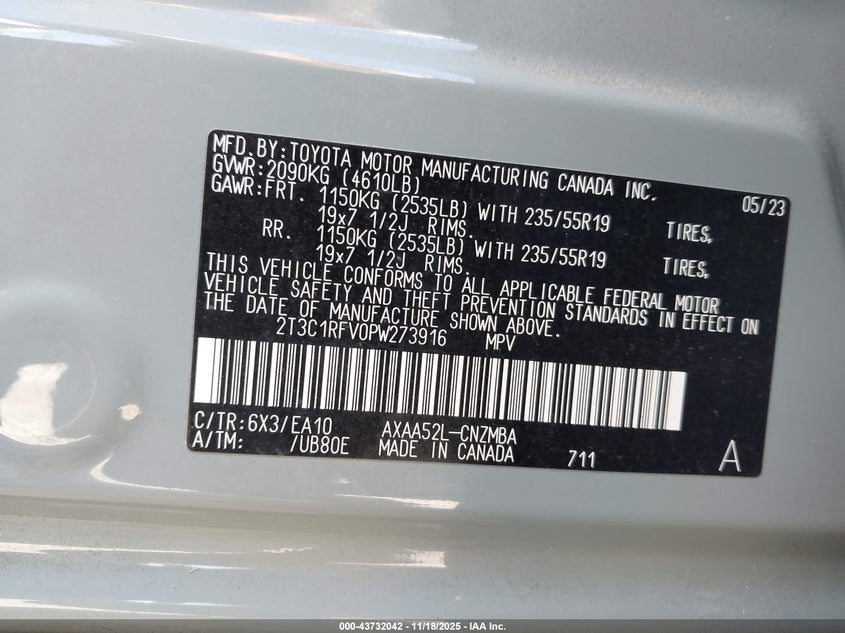 MFD.BY:TOYOTA MOTOR MANUFACTURING CANADA INC.
GVWR:2090KG (4610LB) 05/23
GAWR:FRT. 1150KG (2535LB) WITH 235/55R19 TIRES,
19x7 1/2J RIMS.
RR. 1150KG (2535LB) WITH 235/55R19 TIRES,
19x7 1/2J RIMS.
THIS VEHICLE CONFORMS TO ALL APPLICABLE FEDERAL MOTOR
VEHICLE SAFETY AND THEFT PREVENTION STANDARDS IN EFFECT ON
THE DATE OF MANUFACTURE SHOWN ABOVE.
2T3C1RFV0PW273916 MPV
C/TR:6X3/EA10 AXAA52L-CNZMBA
A/TM: /UB80E MADE IN CANADA 711 A
000-43732042 - 11/18/2025 - IAA Inc.